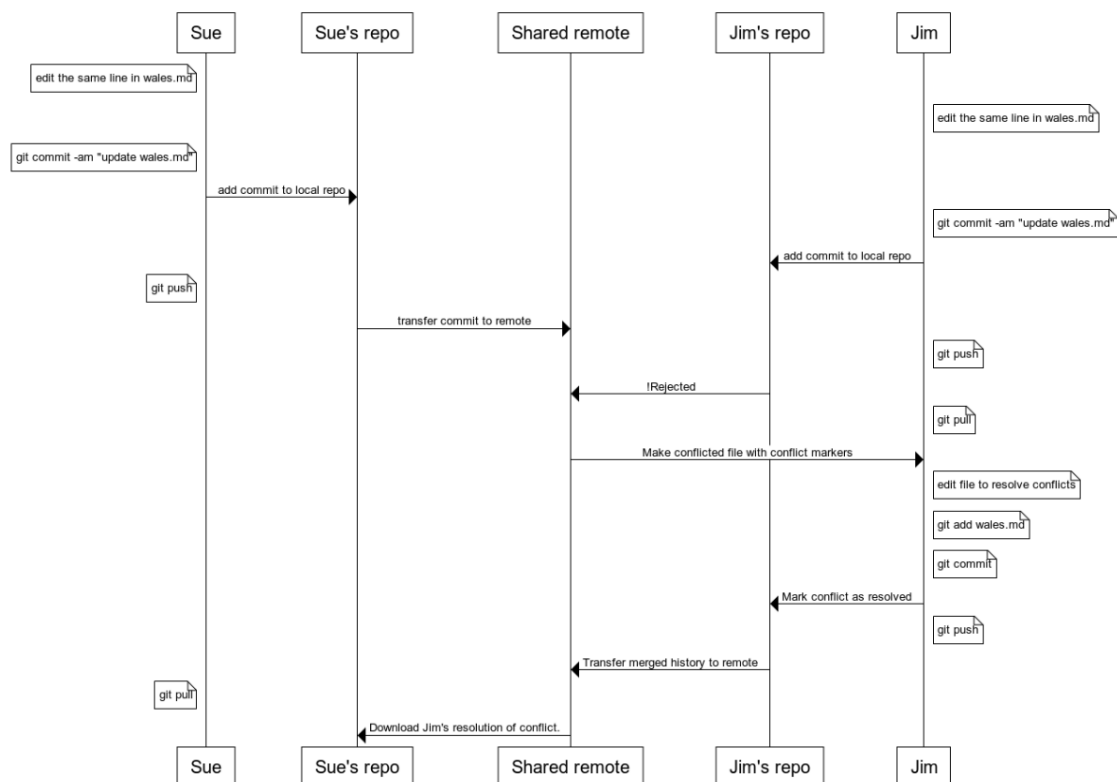 Sue
Sue's repo
Shared remote
Jim's repo
Jim
edit the same line in wales.md
edit the same line in wales.md
git commit -am "update wales.md"
add commit to local repo
git commit -am "update wales.md"
add commit to local repo
git push
transfer commit to remote
git push
!Rejected
git pull
Make conflicted file with conflict markers
edit file to resolve conflicts
git add wales.md
git commit
Mark conflict as resolved
git push
Transfer merged history to remote
git pull
Download Jim's resolution of conflict.
Sue
Sue's repo
Shared remote
Jim's repo
Jim